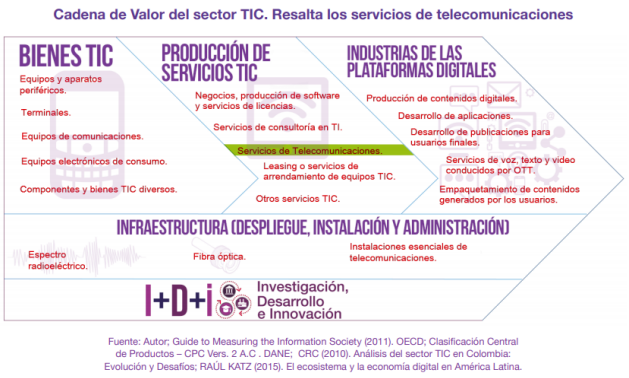 Cadena de Valor del sector TIC. Resalta los servicios de telecomunicaciones
BIENES TIC
Equipos y aparatos
periféricos.
Terminales.
Equipos de comunicaciones.
Equipos electrónicos de consumo.
Componentes y bienes TIC diversos.
PRODUCCIÓN DE
SERVICIOS TIC
Negocios, producción de software
y servicios de licencias.
Servicios de consultoría en TI.
Servicios de Telecomunicaciones.
Leasing o servicios de
arrendamiento de equipos TIC.
Otros servicios TIC.
INDUSTRIAS DE LAS
PLATAFORMAS DIGITALES
Producción de contenidos digitales.
Desarrollo de aplicaciones.
Desarrollo de publicaciones para
usuarios finales.
Servicios de voz, texto y video
conducidos por OTT.
Empaquetamiento de contenidos
generados por los usuarios.
INFRAESTRUCTURA (DESPLIEGUE, INSTALACIÓN Y ADMINISTRACIÓN)
Espectro
radioeléctrico.
Fibra óptica.
Instalaciones esenciales de
telecomunicaciones.
I+D+i
Investigación,
Desarrollo
e Innovación
Fuente: Autor; Guide to Measuring the Information Society (2011). OECD; Clasificación Central
de Productos – CPC Vers. 2 A.C . DANE; CRC (2010). Análisis del sector TIC en Colombia:
Evolución y Desafíos; RAÚL KATZ (2015). El ecosistema y la economía digital en América Latina.